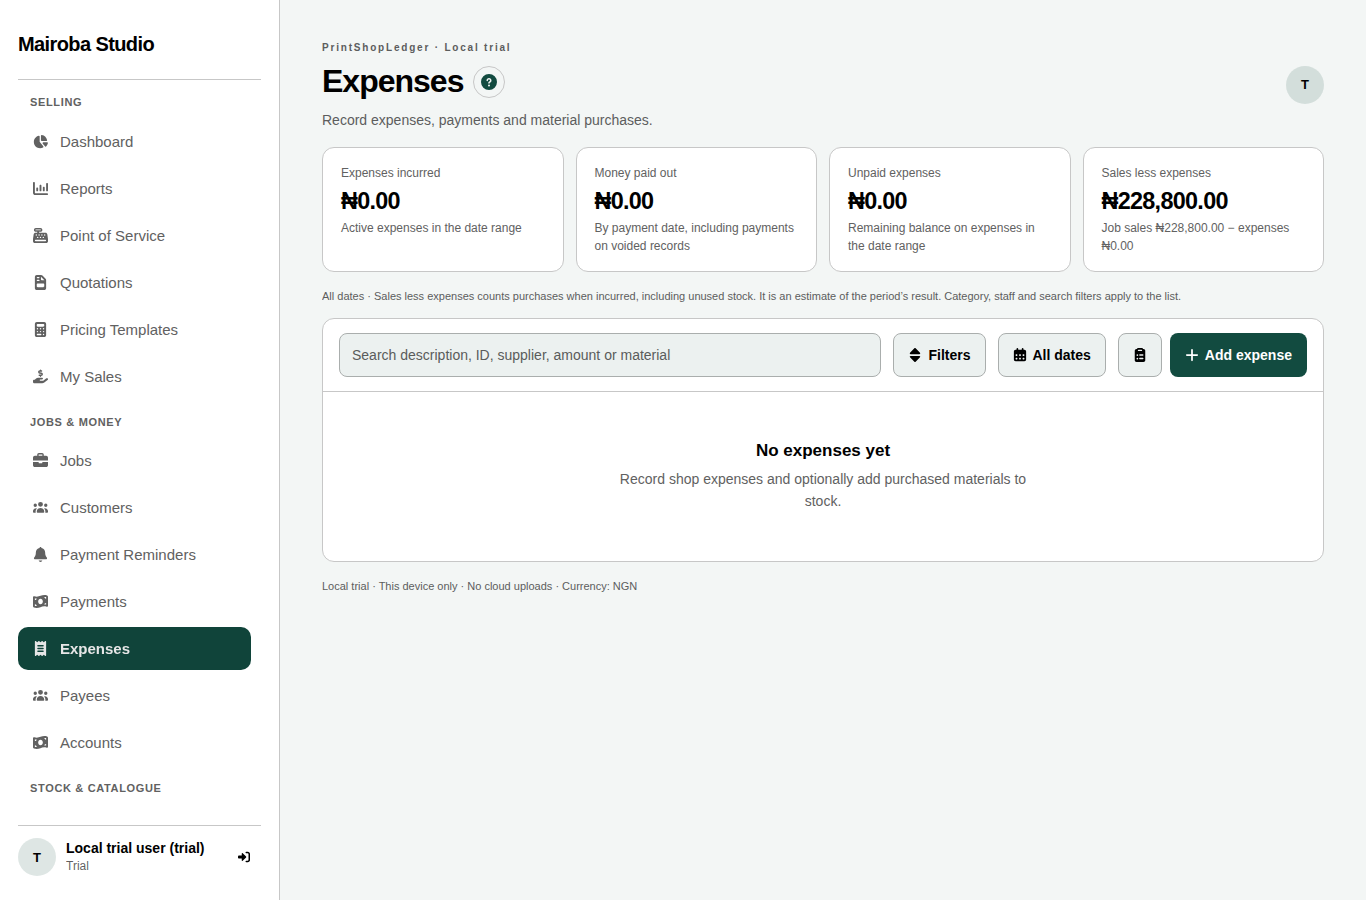 Mairoba Studio
SELLING
Dashboard
Reports
Point of Service
Quotations
Pricing Templates
My Sales
JOBS & MONEY
Jobs
Customers
Payment Reminders
Payments
Expenses
Payees
Accounts
STOCK & CATALOGUE
T
Local trial user (trial)
Trial
PrintShopLedger · Local trial
Expenses
T
Record expenses, payments and material purchases.
Expenses incurred
₦0.00
Active expenses in the date range
Money paid out
₦0.00
By payment date, including payments
on voided records
Unpaid expenses
₦0.00
Remaining balance on expenses in
the date range
Sales less expenses
₦228,800.00
Job sales ₦228,800.00 − expenses
₦0.00
All dates · Sales less expenses counts purchases when incurred, including unused stock. It is an estimate of the period’s result. Category, staff and search filters apply to the list.
Search description, ID, supplier, amount or material
Filters
All dates
Add expense
No expenses yet
Record shop expenses and optionally add purchased materials to
stock.
Local trial · This device only · No cloud uploads · Currency: NGN